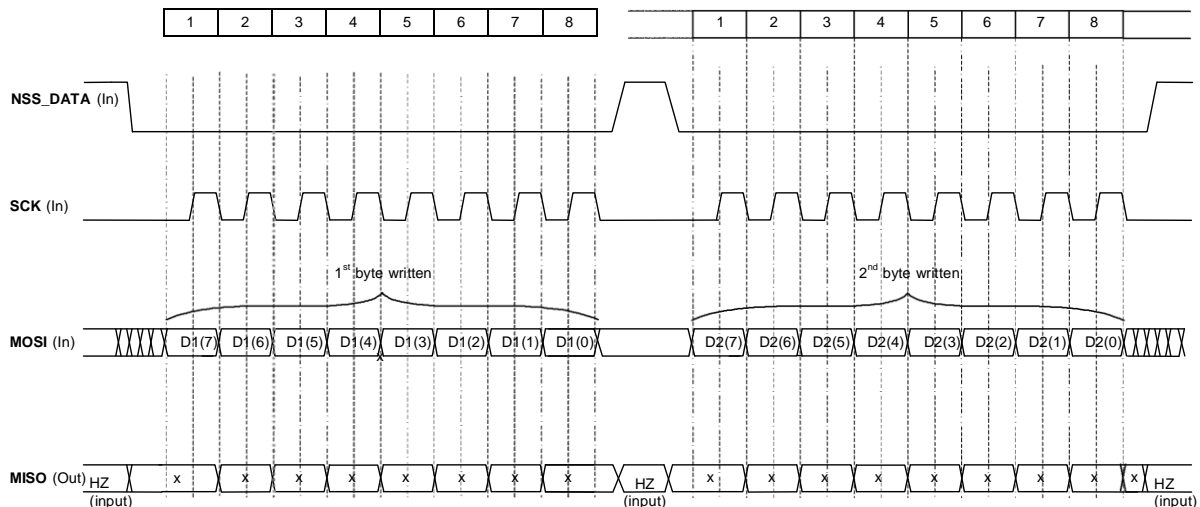 1 2 3 4 5 6 7 8 1 2 3 4 5 6 7 8
NSS_DATA (In)
SCK (In)
1st byte written 2nd byte written
MOSI (In) D1(7) D1(6) D1(5) D1(4) D1(3) D1(2) D1(1) D1(0) D2(7) D2(6) D2(5) D2(4) D2(3) D2(2) D2(1) D2(0)
x
MISO (Out) HZ x x x x x x x x HZ x x x x x x x x x HZ
(input) (input) (input)